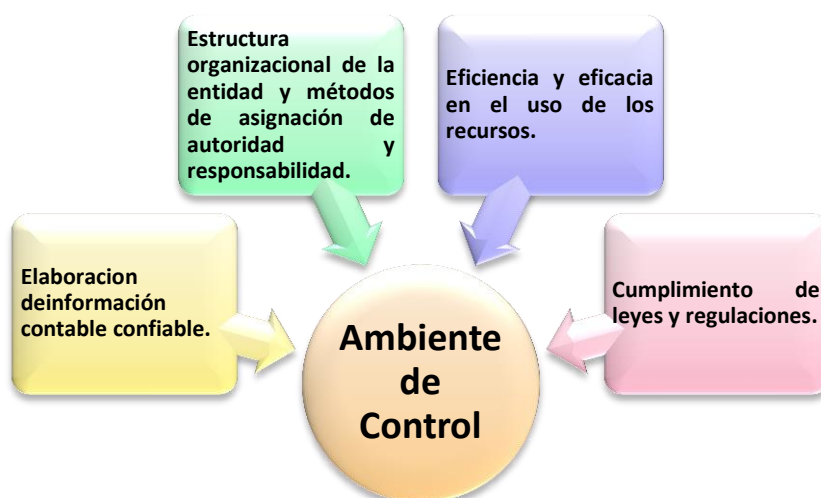 Estructura
organizacional de la
entidad y métodos
de asignación de
autoridad y
responsabilidad.
Eficiencia y eficacia
en el uso de los
recursos.
Elaboracion
deinformación
contable confiable.
Cumplimiento de
leyes y regulaciones.
Ambiente
de
Control